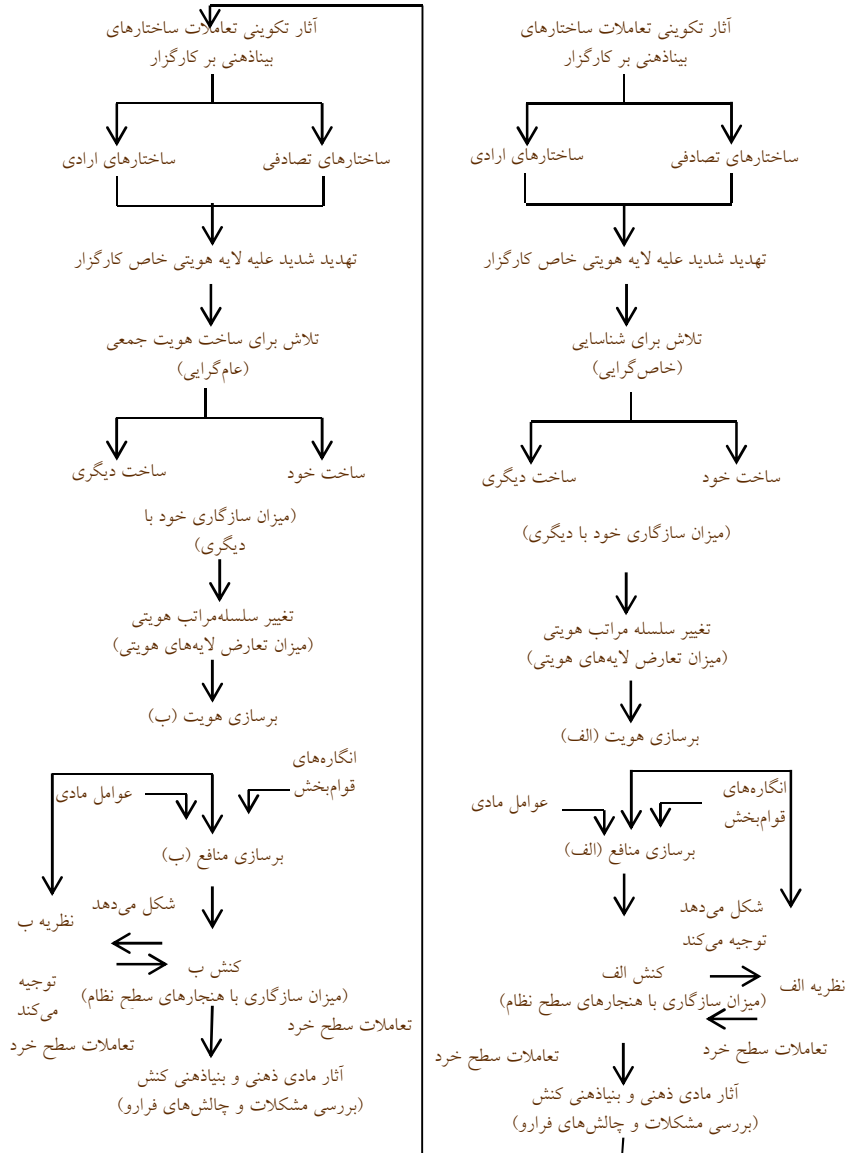 آثار تکوینی تعاملات ساختارهای
بیناذهنی بر کارگزار
ساختارهای تصادفی
ساختارهای ارادی
تهدید شدید علیه لایه هویتی خاص کارگزار
تلاش برای شناسایی
(خاص‌گرایی)
ساخت خود
ساخت دیگری
(میزان سازگاری خود با دیگری)
تغییر سلسله مراتب هویتی
(میزان تعارض لایه‌های هویتی)
برسازی هویت (الف)
انگاره‌های
قوام‌بخش
عوامل مادی
برسازی منافع (الف)
شکل می‌دهد
توجیه می‌کند
کنش الف
نظریه الف
(میزان سازگاری با هنجارهای سطح نظام)
تعاملات سطح خرد
تعاملات سطح خرد
آثار مادی ذهنی و بنیاذهنی کنش
(بررسی مشکلات و چالش‌های فرارو)
آثار تکوینی تعاملات ساختارهای
بیناذهنی بر کارگزار
ساختارهای تصادفی
ساختارهای ارادی
تهدید شدید علیه لایه هویتی خاص کارگزار
تلاش برای ساخت هویت جمعی
(عام‌گرایی)
ساخت خود
ساخت دیگری
(میزان سازگاری خود با
دیگری)
تغییر سلسله‌مراتب هویتی
(میزان تعارض لایه‌های هویتی)
برسازی هویت (ب)
انگاره‌های
قوام‌بخش
عوامل مادی
برسازی منافع (ب)
شکل می‌دهد
نظریه ب
کنش ب
توجیه
می‌کند
(میزان سازگاری با هنجارهای سطح نظام)
تعاملات سطح خرد
تعاملات سطح خرد
آثار مادی ذهنی و بنیاذهنی کنش
(بررسی مشکلات و چالش‌های فرارو)